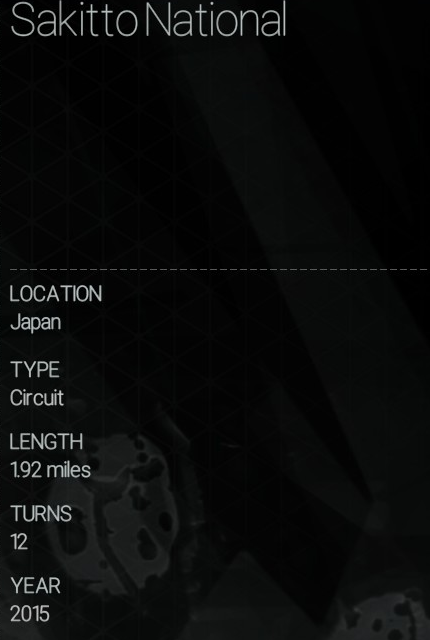 Sakitto National
LOCATION
Japan
TYPE
Circuit
LENGTH
1.92 miles
TURNS
12
YEAR
2015